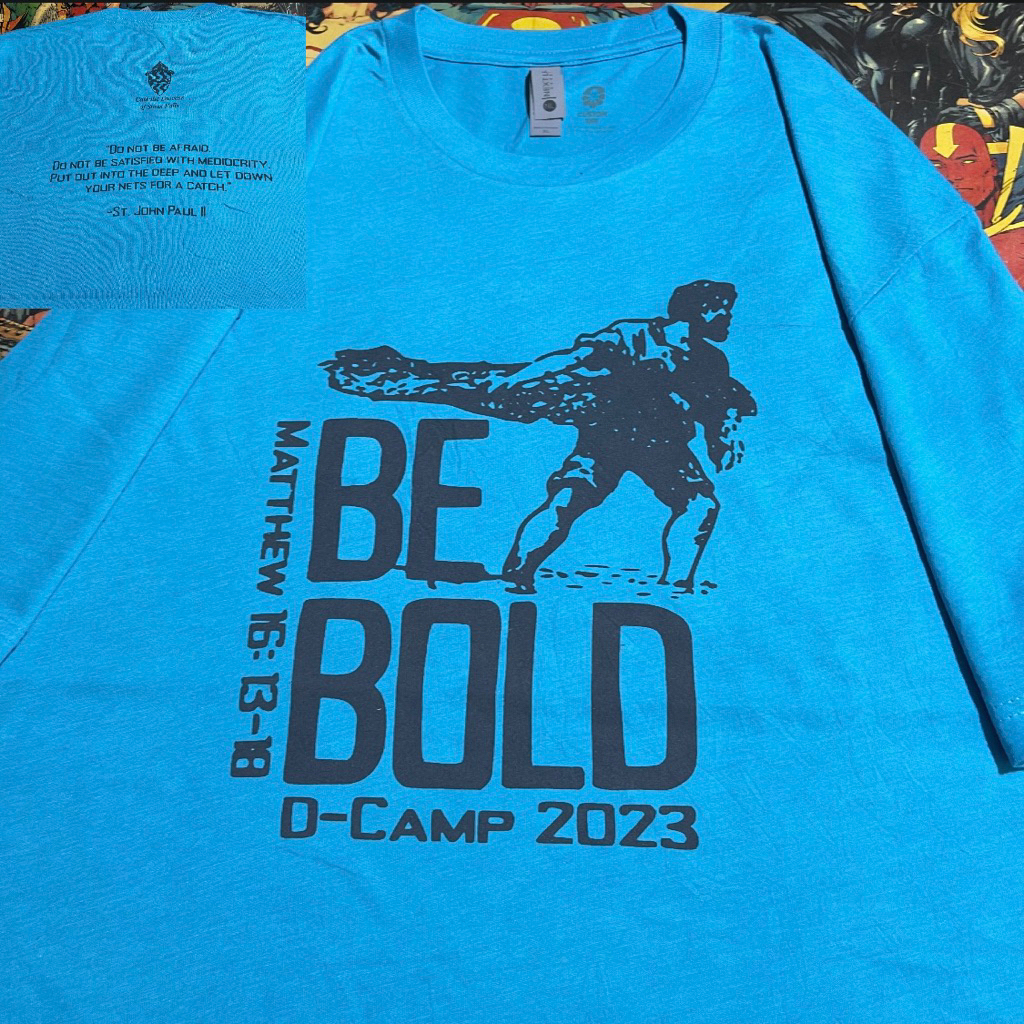 "Do not be afraid.
Do not be satisfied with mediocrity.
Put out into the deep and let down
your nets for a catch."
-St. John Paul II
NEXT
BE
BOLD
MATTHEW 16: 13-18
D-CAMP 2023